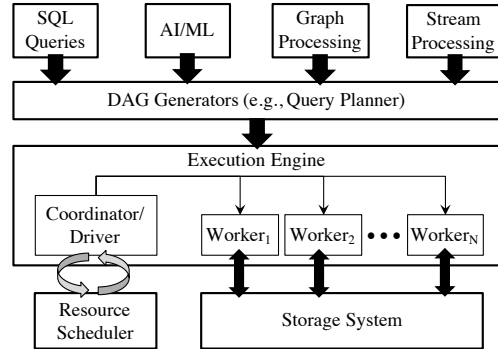 SQL
Queries
AI/ML
Graph
Processing
Stream
Processing
DAG Generators (e.g., Query Planner)
Execution Engine
Coordinator/
Driver
Worker1
Worker2
•••
WorkerN
Resource
Scheduler
Storage System